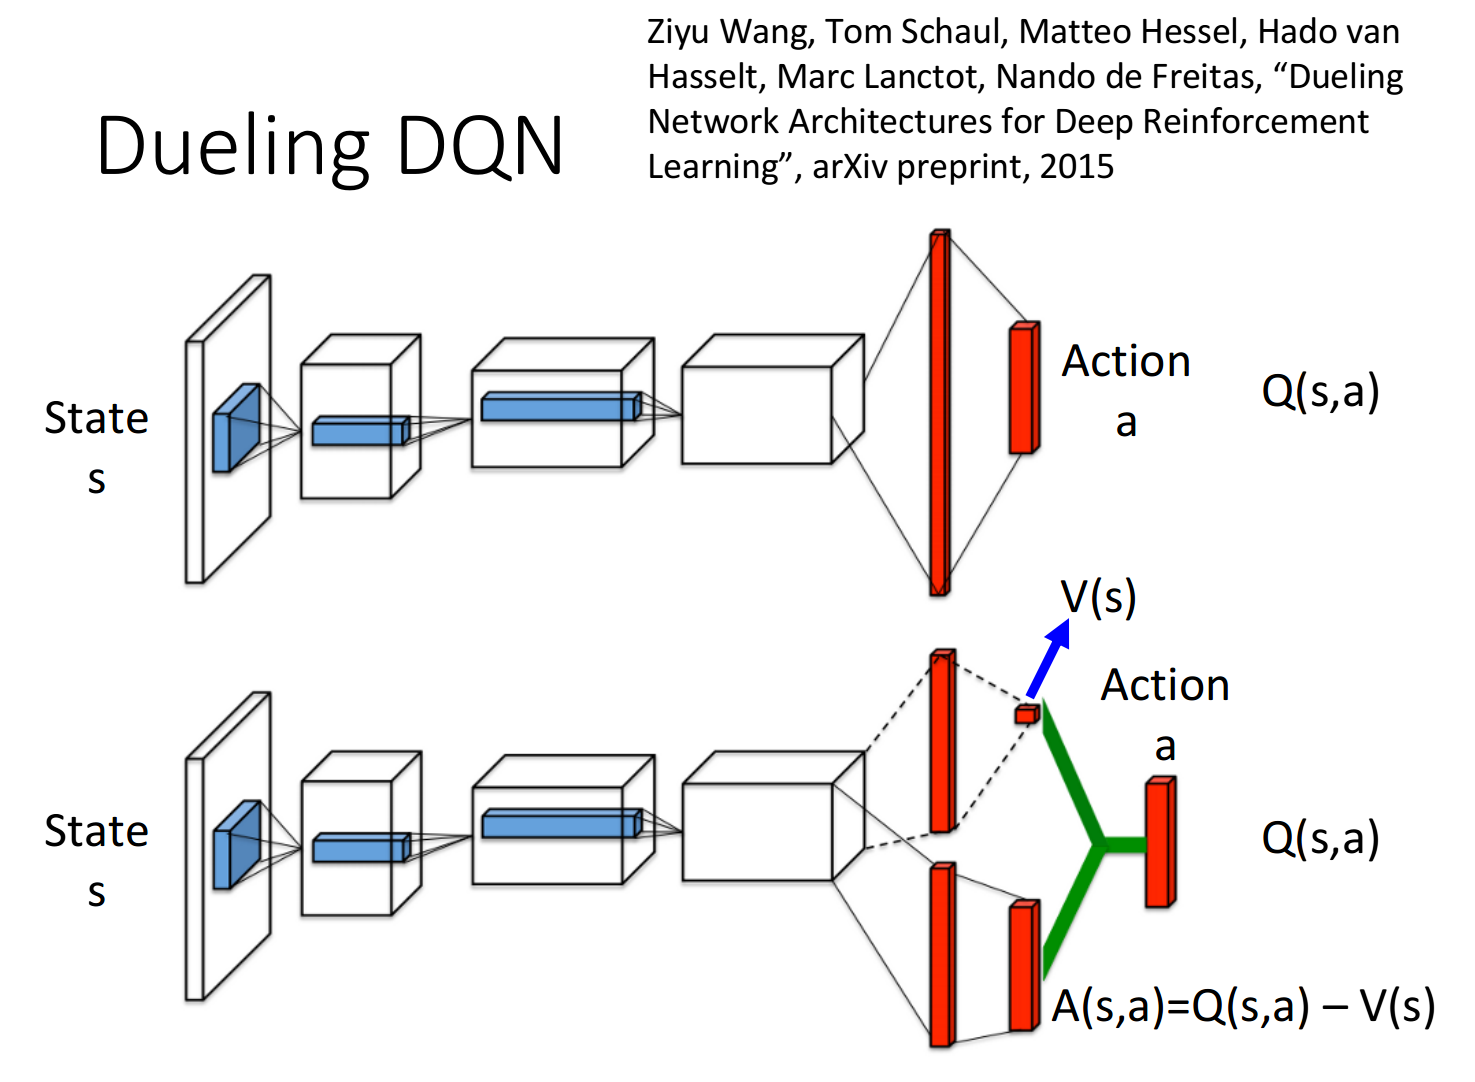 Ziyu Wang, Tom Schaul, Matteo Hessel, Hado van
Hasselt, Marc Lanctot, Nando de Freitas, “Dueling
Network Architectures for Deep Reinforcement
Learning”, arXiv preprint, 2015
Dueling DQN
State
s
Action
a
Q(s,a)
V(s)
State
s
Action
a
Q(s,a)
A(s,a)=Q(s,a) – V(s)